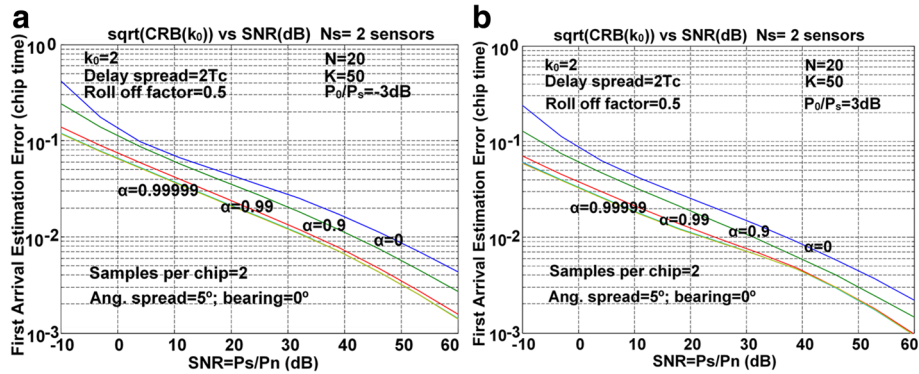 a
sqrt(CRB(k₀)) vs SNR(dB) Ns= 2 sensors
First Arrival Estimation Error (chip time)
10⁰
10⁻¹
10⁻²
10⁻³
k₀=2
Delay spread=2Tc
Roll off factor=0.5
N=20
K=50
P₀/Pₛ=-3dB
α=0.99999
α=0.99
α=0.9
α=0
Samples per chip=2
Ang. spread=5º; bearing=0º
-10 0 10 20 30 40 50 60
SNR=Ps/Pn (dB)
b
sqrt(CRB(k₀)) vs SNR(dB) Ns= 2 sensors
First Arrival Estimation Error (chip time)
10⁰
10⁻¹
10⁻²
10⁻³
k₀=2
Delay spread=2Tc
Roll off factor=0.5
N=20
K=50
P₀/Pₛ=3dB
α=0.99999
α=0.99
α=0.9
α=0
Samples per chip=2
Ang. spread=5º; bearing=0º
-10 0 10 20 30 40 50 60
SNR=Ps/Pn (dB)